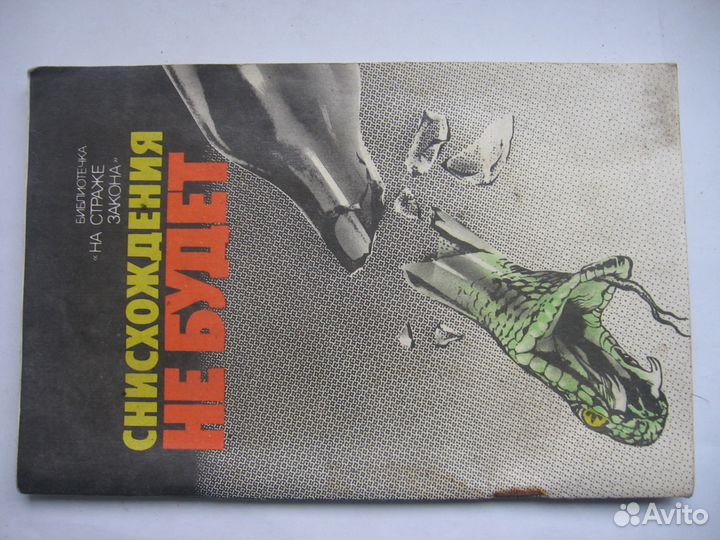 БИБЛИОТЕЧКА
«НА СТРАЖЕ
ЗАКОНА»
СНИСХОЖДЕНИЯ
НЕ БУДЕТ
Avito